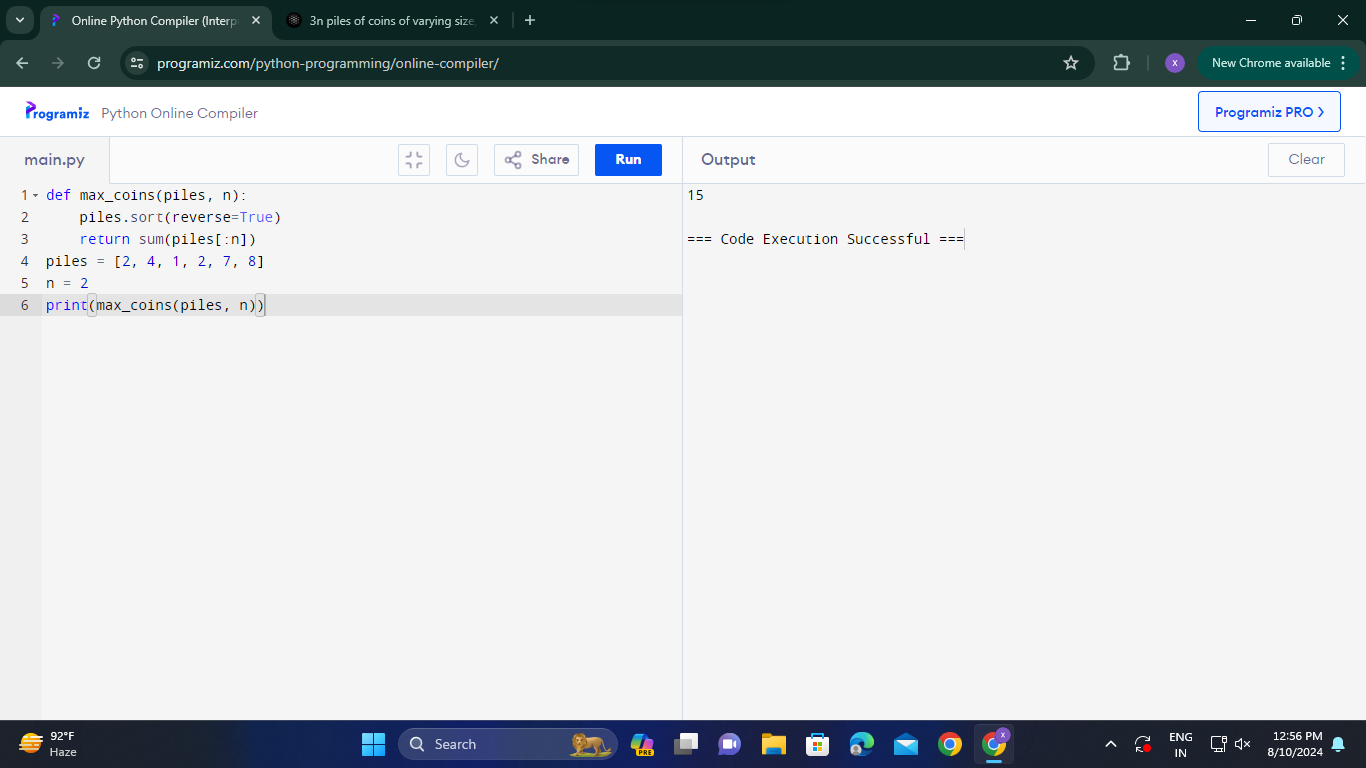 Online Python Compiler (Interp
3n piles of coins of varying size,
programiz.com/python-programming/online-compiler/
x
New Chrome available
Programiz
Python Online Compiler
Programiz PRO
main.py
Share
Run
Output
Clear
1 def max_coins(piles, n):
2 piles.sort(reverse=True)
3 return sum(piles[:n])
4 piles = [2, 4, 1, 2, 7, 8]
5 n = 2
6 print(max_coins(piles, n))
15
=== Code Execution Successful ===
92°F
Haze
Search
PRE
x
ENG
IN
12:56 PM
8/10/2024